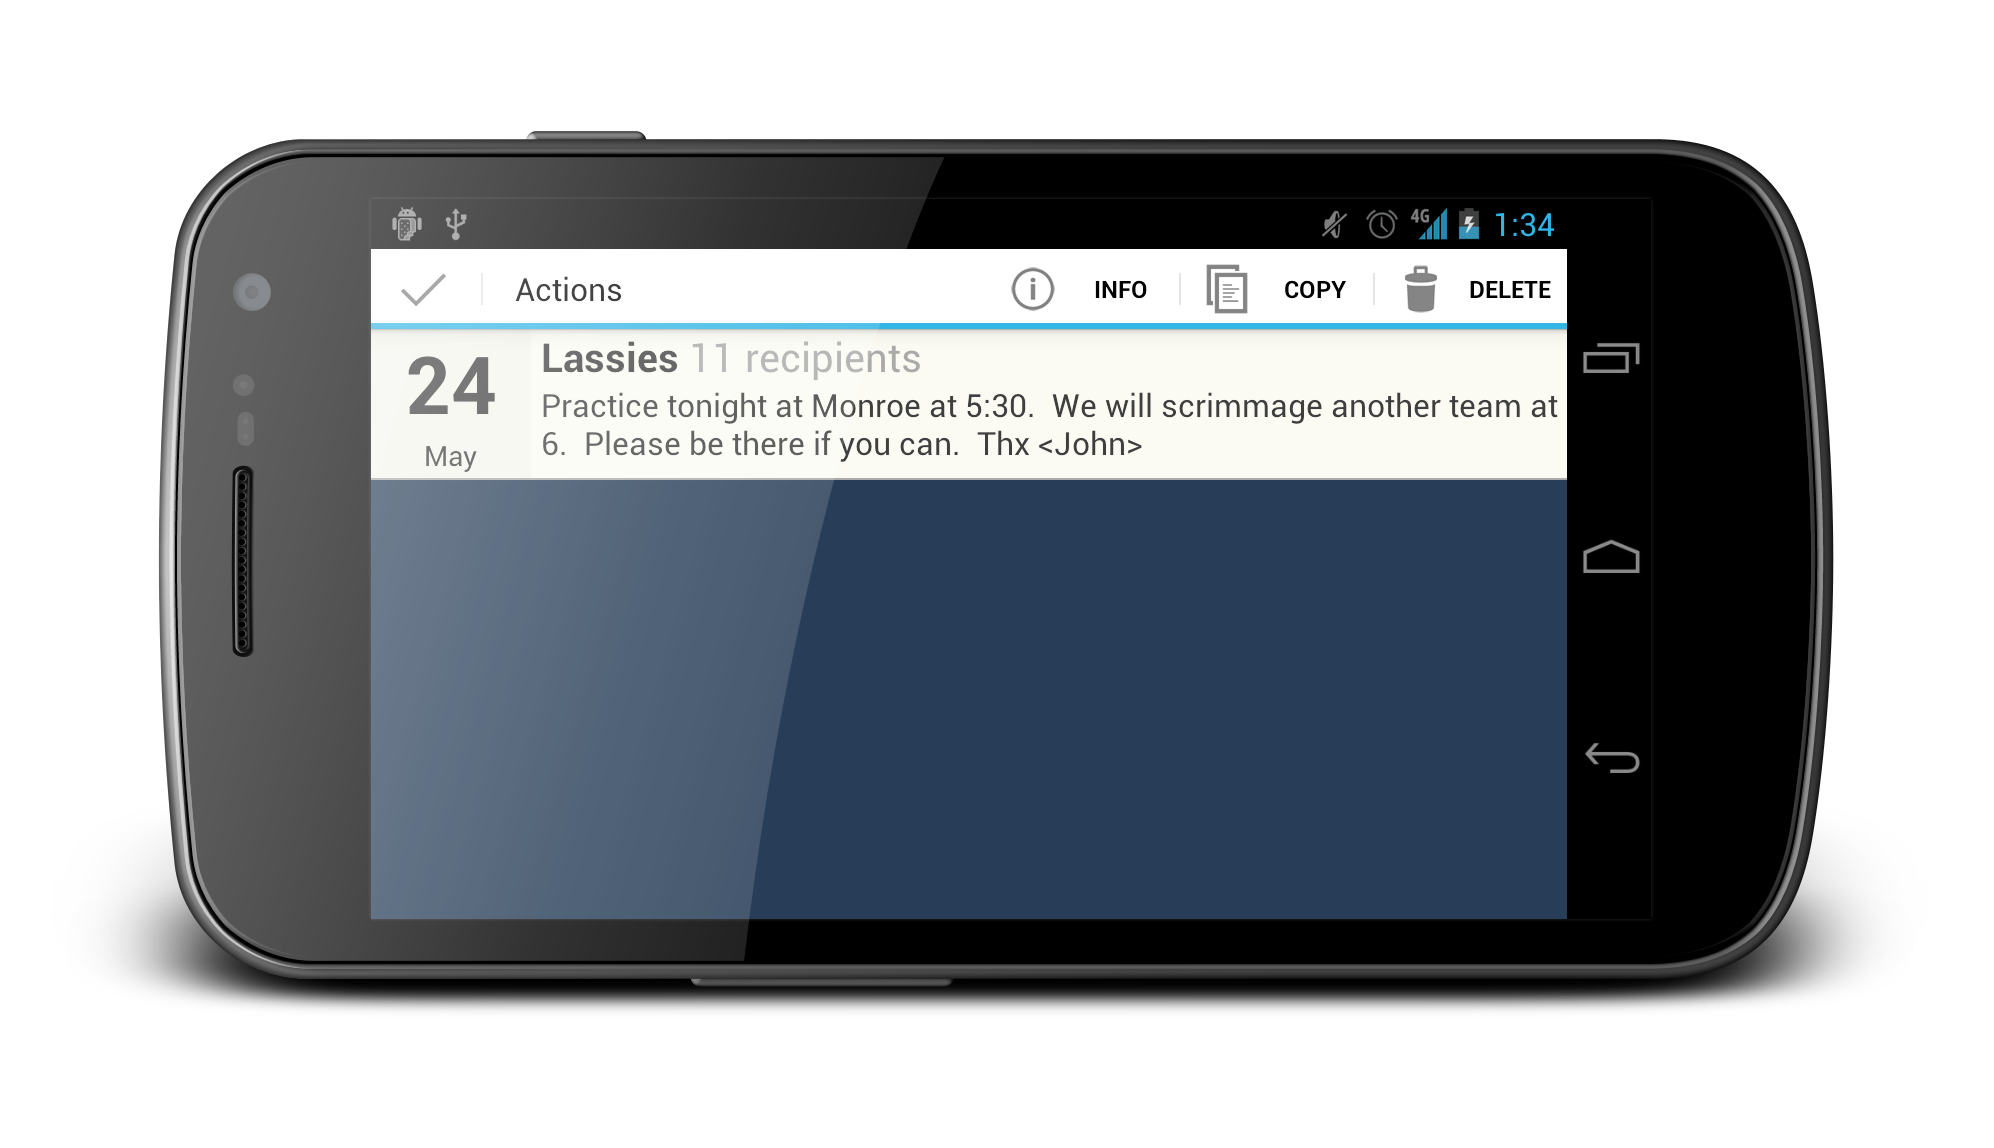 4G 1:34
Actions INFO COPY DELETE
24 Lassies 11 recipients
Practice tonight at Monroe at 5:30.  We will scrimmage another team at
6.  Please be there if you can.  Thx <John>
May